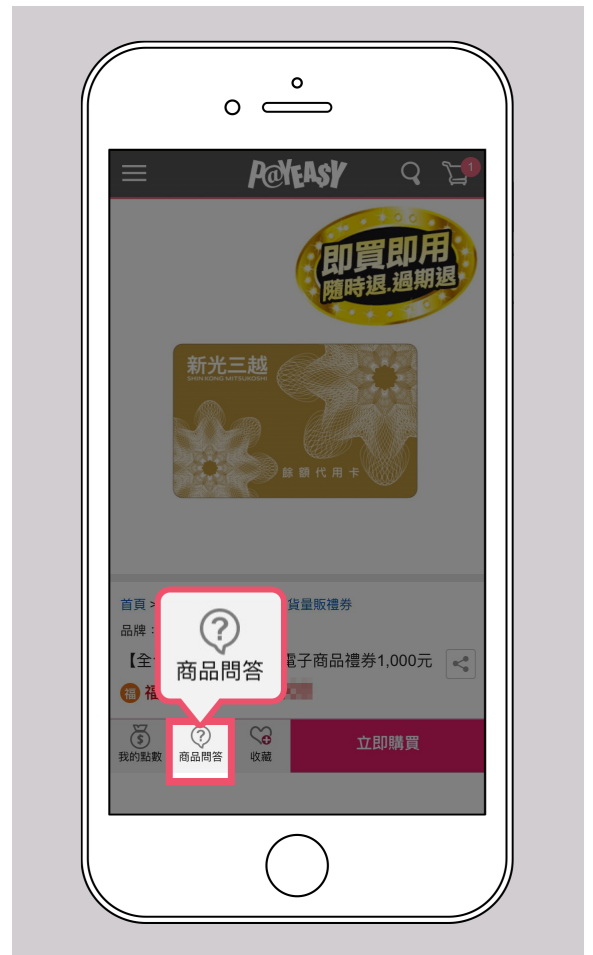 P@YEASY
1
即買即用
隨時退.過期退
新光三越
SHIN KONG MITSUKOSHI
餘額代用卡
首頁 >
貨量販禮券
品牌：
【全
電子商品禮券1,000元
福 福
?
商品問答
$
我的點數
?
商品問答
收藏
立即購買